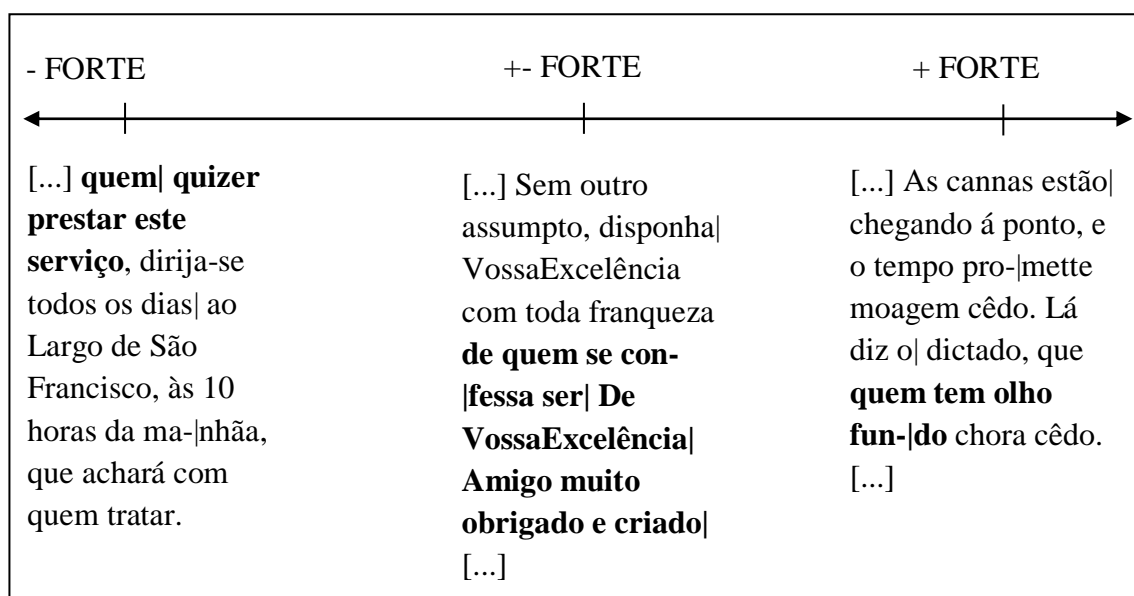 - FORTE
+- FORTE
+ FORTE
[...] quem| quizer
prestar este
serviço, dirija-se
todos os dias| ao
Largo de São
Francisco, às 10
horas da ma-|nhãa,
que achará com
quem tratar.
[...] Sem outro
assumpto, disponha|
VossaExcelência
com toda franqueza
de quem se con-
|fessa ser| De
VossaExcelência|
Amigo muito
obrigado e criado|
[...]
[...] As cannas estão|
chegando á ponto, e
o tempo pro-|mette
moagem cêdo. Lá
diz o| dictado, que
quem tem olho
fun-|do chora cêdo.
[...]